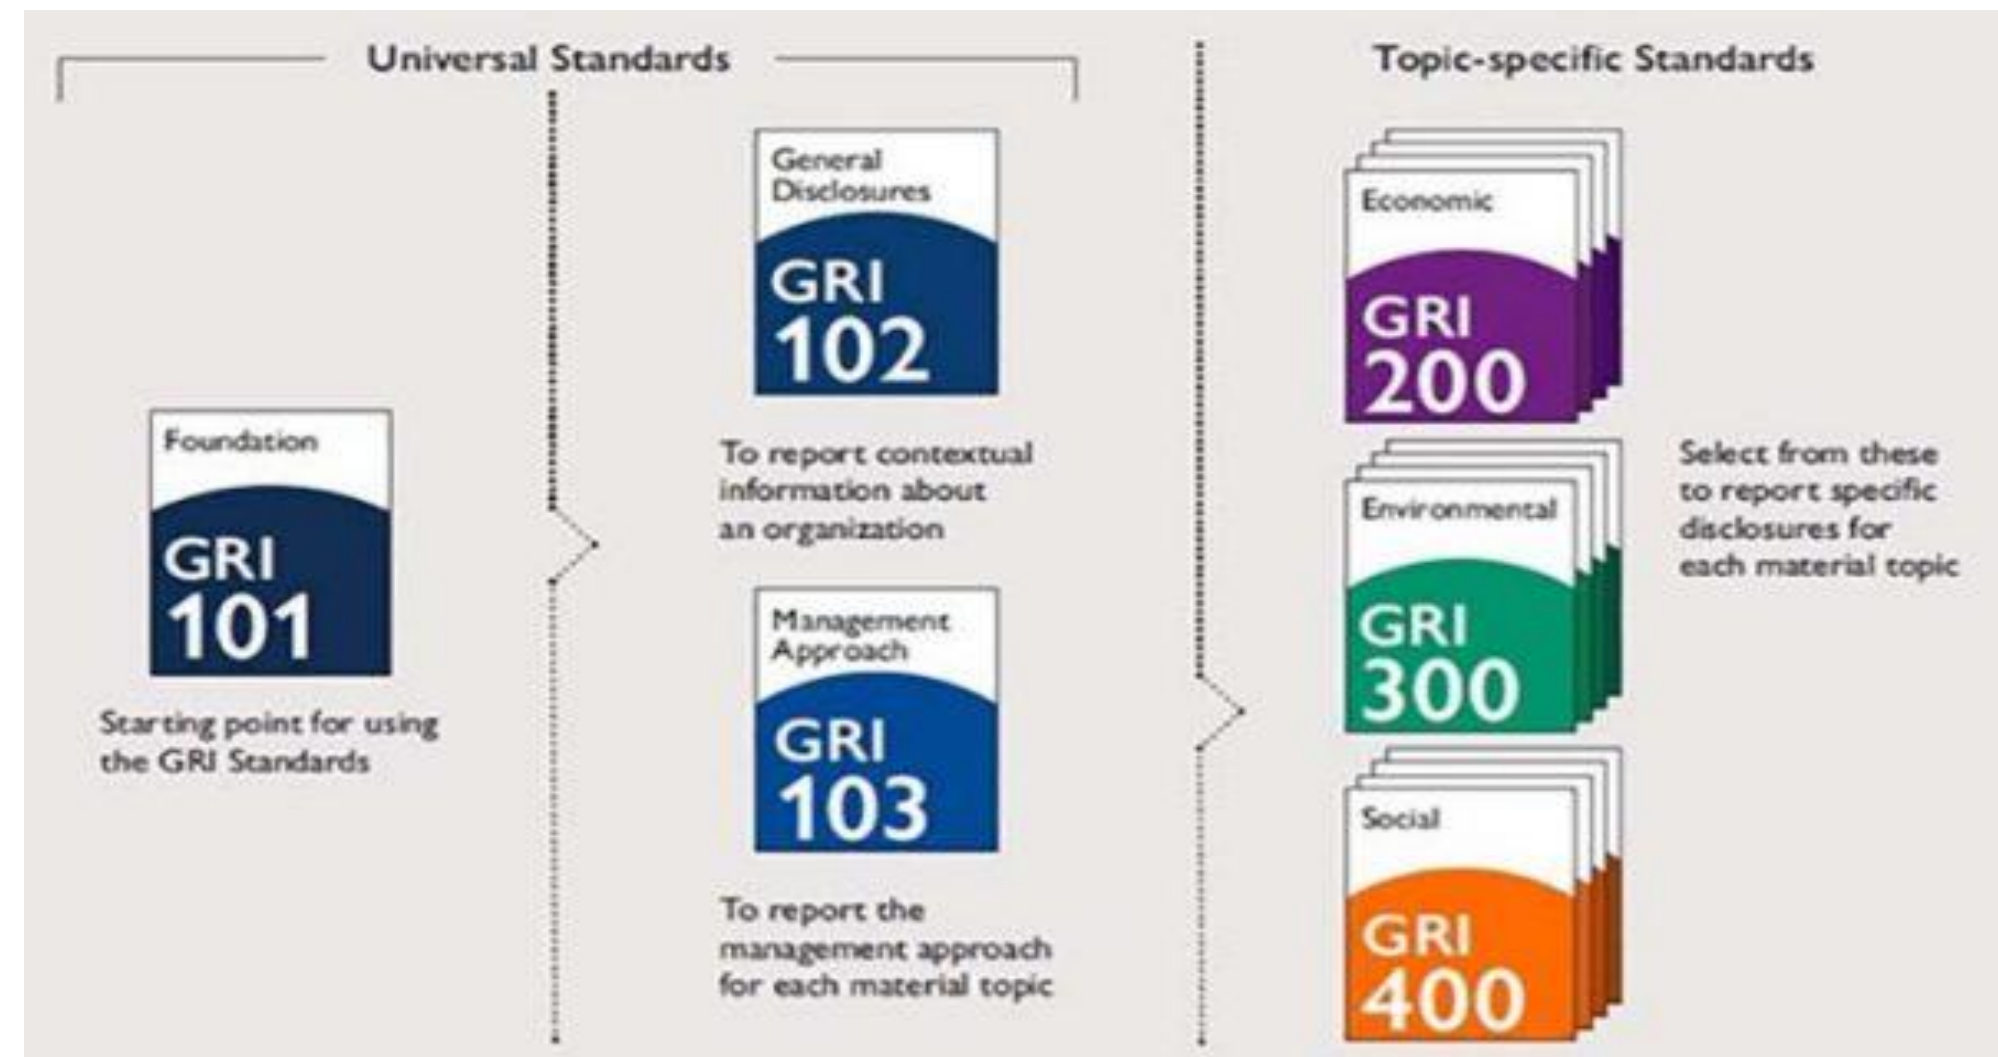 Universal Standards
Foundation
GRI
101
Starting point for using
the GRI Standards
General
Disclosures
GRI
102
To report contextual
information about
an organization
Management
Approach
GRI
103
To report the
management approach
for each material topic
Topic-specific Standards
Economic
GRI
200
Environmental
GRI
300
Social
GRI
400
Select from these
to report specific
disclosures for
each material topic